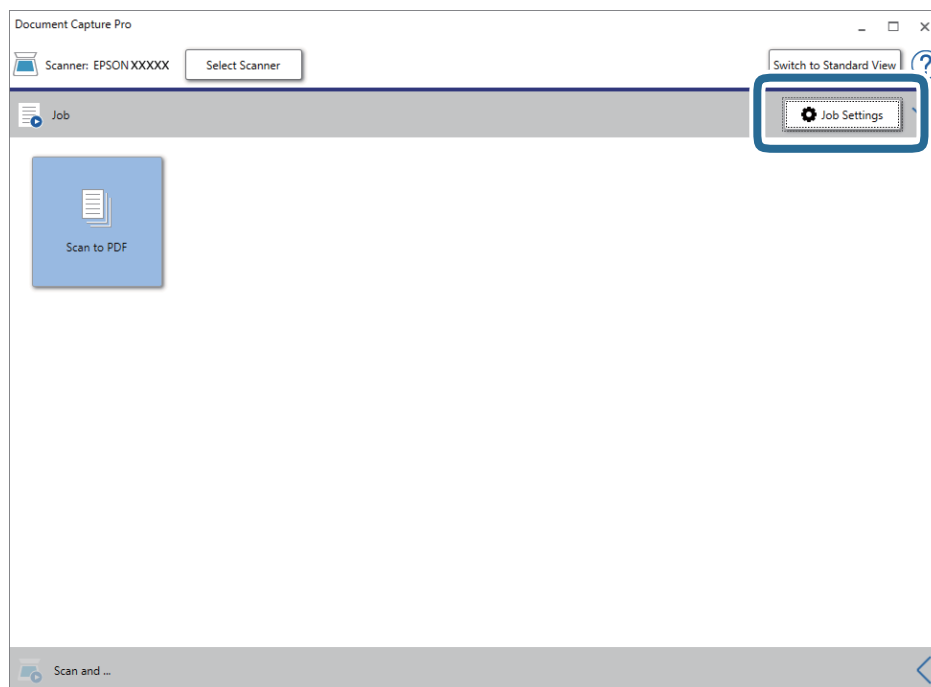 Document Capture Pro
Scanner: EPSON XXXXX
Select Scanner
Switch to Standard View
?
Job
Job Settings
Scan to PDF
Scan and ...